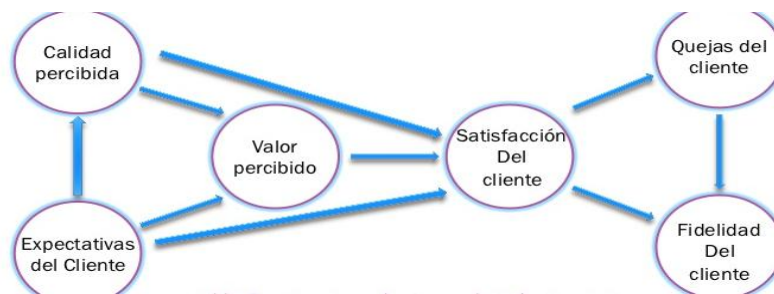 Calidad
percibida
Quejas del
cliente
Valor
percibido
Satisfacción
Del
cliente
Expectativas
del Cliente
Fidelidad
Del
cliente